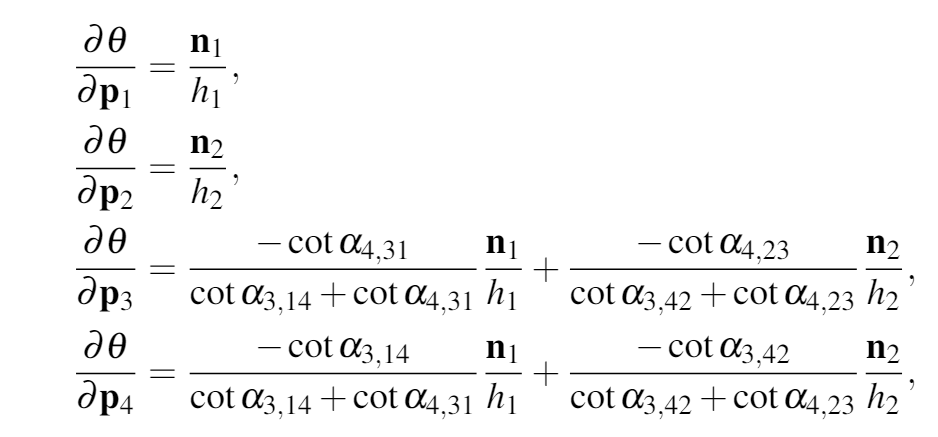 ∂θ/∂𝐩₁ = 𝐧₁/h₁,
∂θ/∂𝐩₂ = 𝐧₂/h₂,
∂θ/∂𝐩₃ = (−cot α₄,₃₁)/(cot α₃,₁₄ + cot α₄,₃₁) 𝐧₁/h₁ + (−cot α₄,₂₃)/(cot α₃,₄₂ + cot α₄,₂₃) 𝐧₂/h₂,
∂θ/∂𝐩₄ = (−cot α₃,₁₄)/(cot α₃,₁₄ + cot α₄,₃₁) 𝐧₁/h₁ + (−cot α₃,₄₂)/(cot α₃,₄₂ + cot α₄,₂₃) 𝐧₂/h₂,